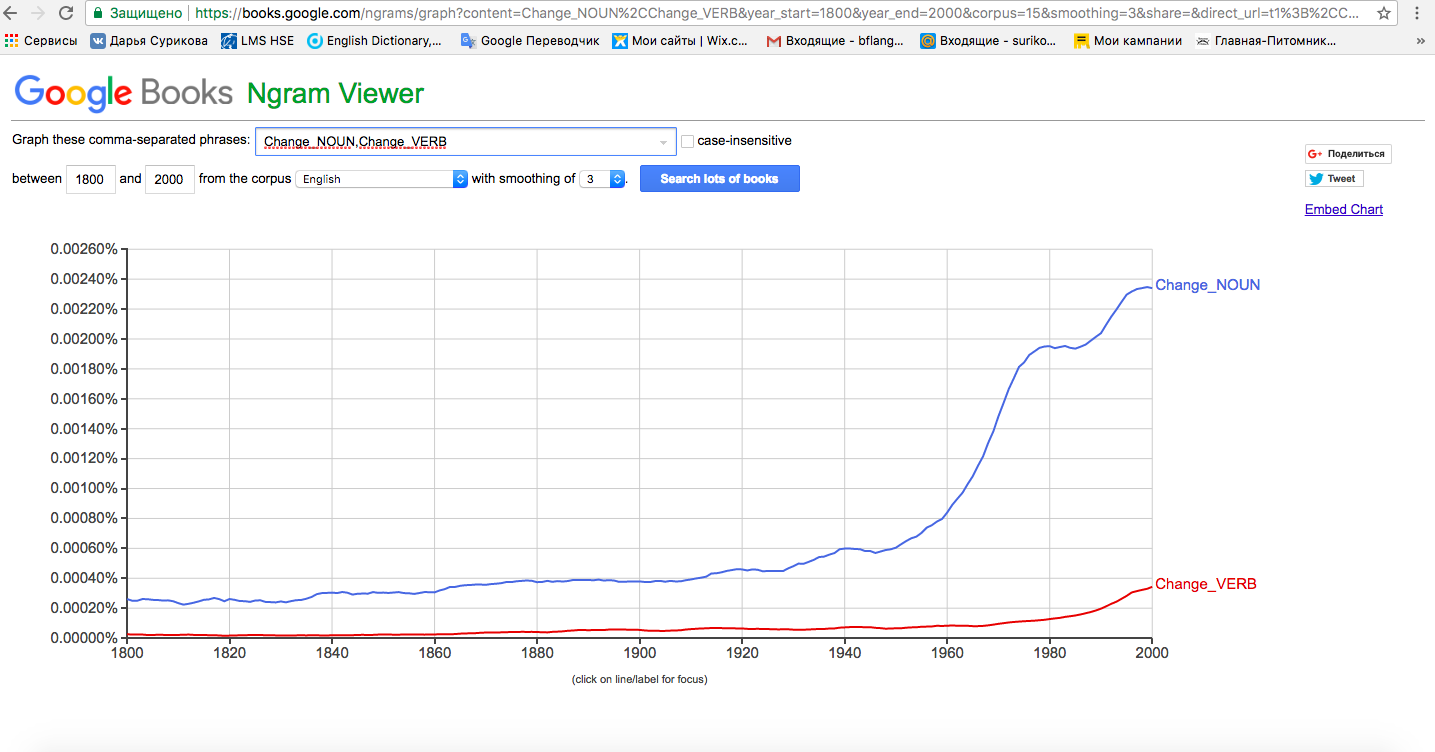 Защищено https://books.google.com/ngrams/graph?content=Change_NOUN%2CChange_VERB&year_start=1800&year_end=2000&corpus=15&smoothing=3&share=&direct_url=t1%3B%2CC...
Сервисы Дарья Сурикова LMS HSE English Dictionary,... Google Переводчик Мои сайты | Wix.c... Входящие - bflang... Входящие - suriko... Мои кампании Главная-Питомник... »
Google Books Ngram Viewer
Graph these comma-separated phrases: Change_NOUN,Change_VERB case-insensitive
G+ Поделиться
between 1800 and 2000 from the corpus English with smoothing of 3 . Search lots of books
Tweet
Embed Chart
0.00260%
0.00240%
Change_NOUN
0.00220%
0.00200%
0.00180%
0.00160%
0.00140%
0.00120%
0.00100%
0.00080%
0.00060%
0.00040%
Change_VERB
0.00020%
0.00000%
1800 1820 1840 1860 1880 1900 1920 1940 1960 1980 2000
(click on line/label for focus)